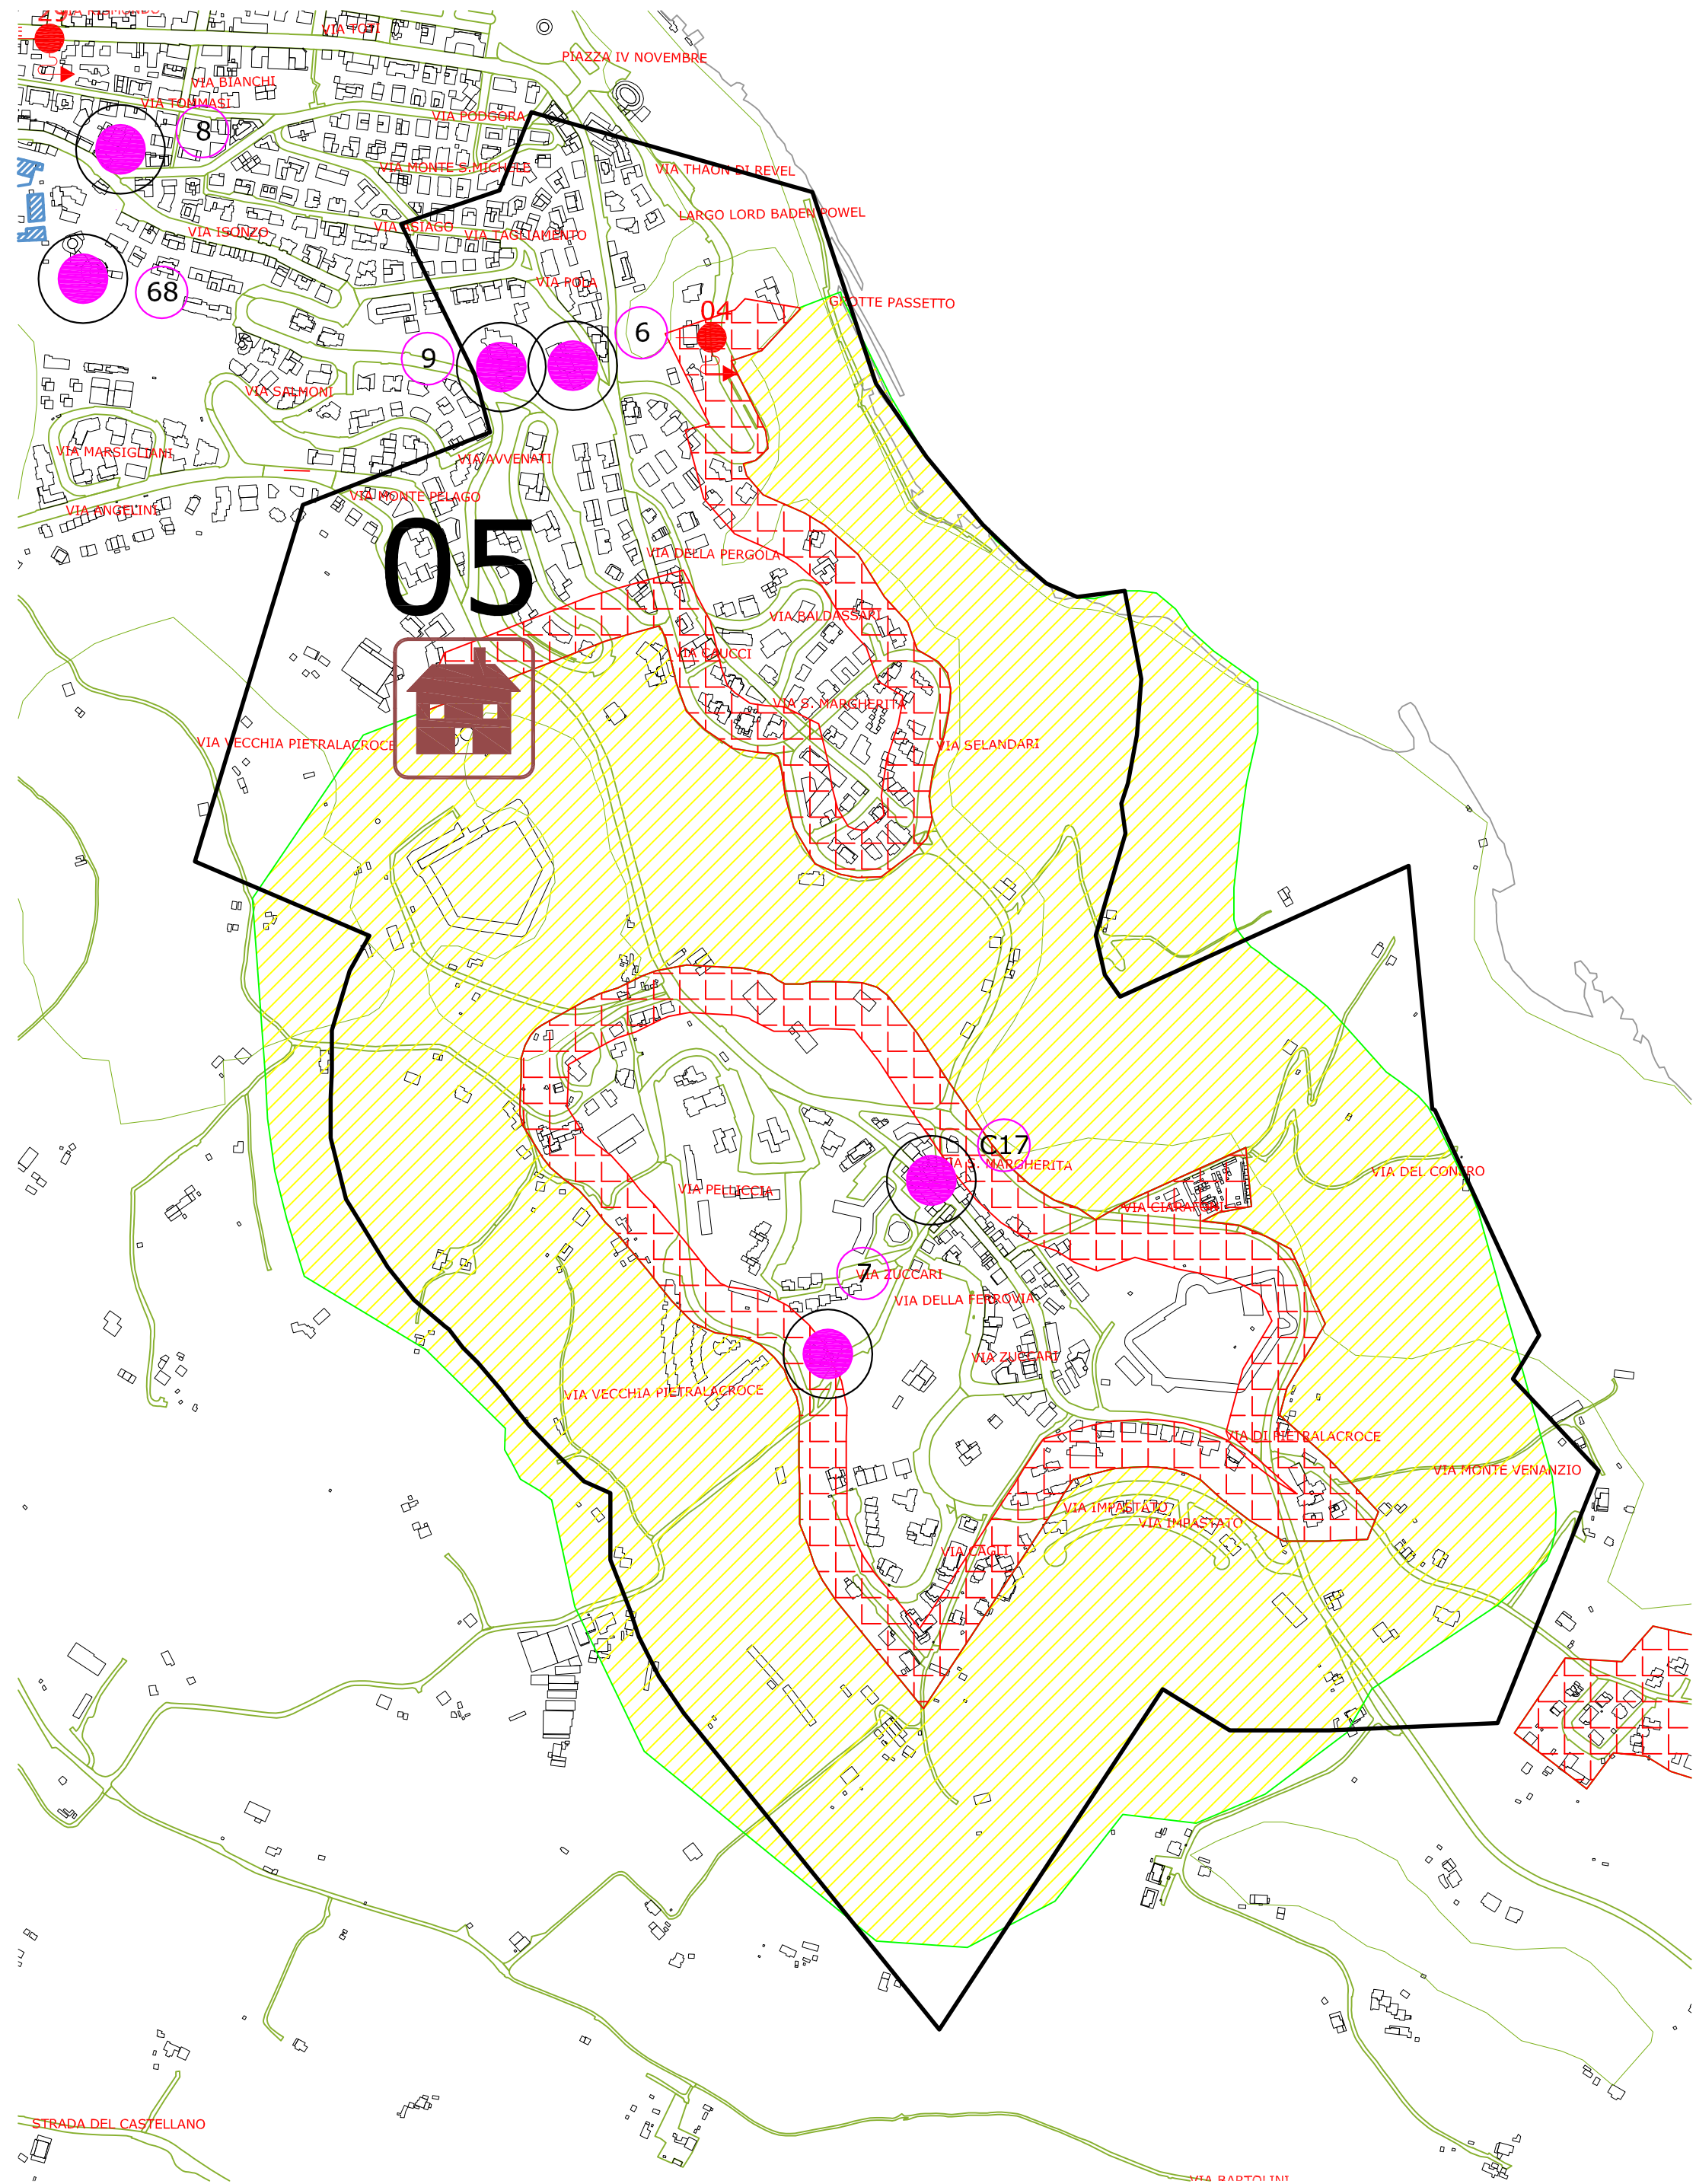 29
VIA TOTI
PIAZZA IV NOVEMBRE
VIA BIANCHI
VIA TOMMASI
8
VIA PODGORA
VIA MONTE S.MICHELE
VIA THAON DI REVEL
LARGO LORD BADEN POWEL
VIA ISONZO
VIA ASIAGO
VIA TAGLIAMENTO
VIA POLA
68
GROTTE PASSETTO
04
6
9
VIA SALMONI
VIA MARSIGLIANI
VIA AVVENATI
VIA MONTE PELAGO
VIA ANGELINI
05
VIA DELLA PERGOLA
VIA BALDASSARI
VIA CAUCCI
VIA S. MARGHERITA
VIA VECCHIA PIETRALACROCE
VIA SELANDARI
C17
VIA S. MARGHERITA
VIA DEL CONERO
VIA PELLICCIA
VIA CIARAFONI
7
VIA ZUCCARI
VIA DELLA FERROVIA
VIA ZUCCARI
VIA VECCHIA PIETRALACROCE
VIA DI PIETRALACROCE
VIA MONTE VENANZIO
VIA IMPASTATO
VIA IMPASTATO
VIA CAGLI
STRADA DEL CASTELLANO
VIA BARTOLINI